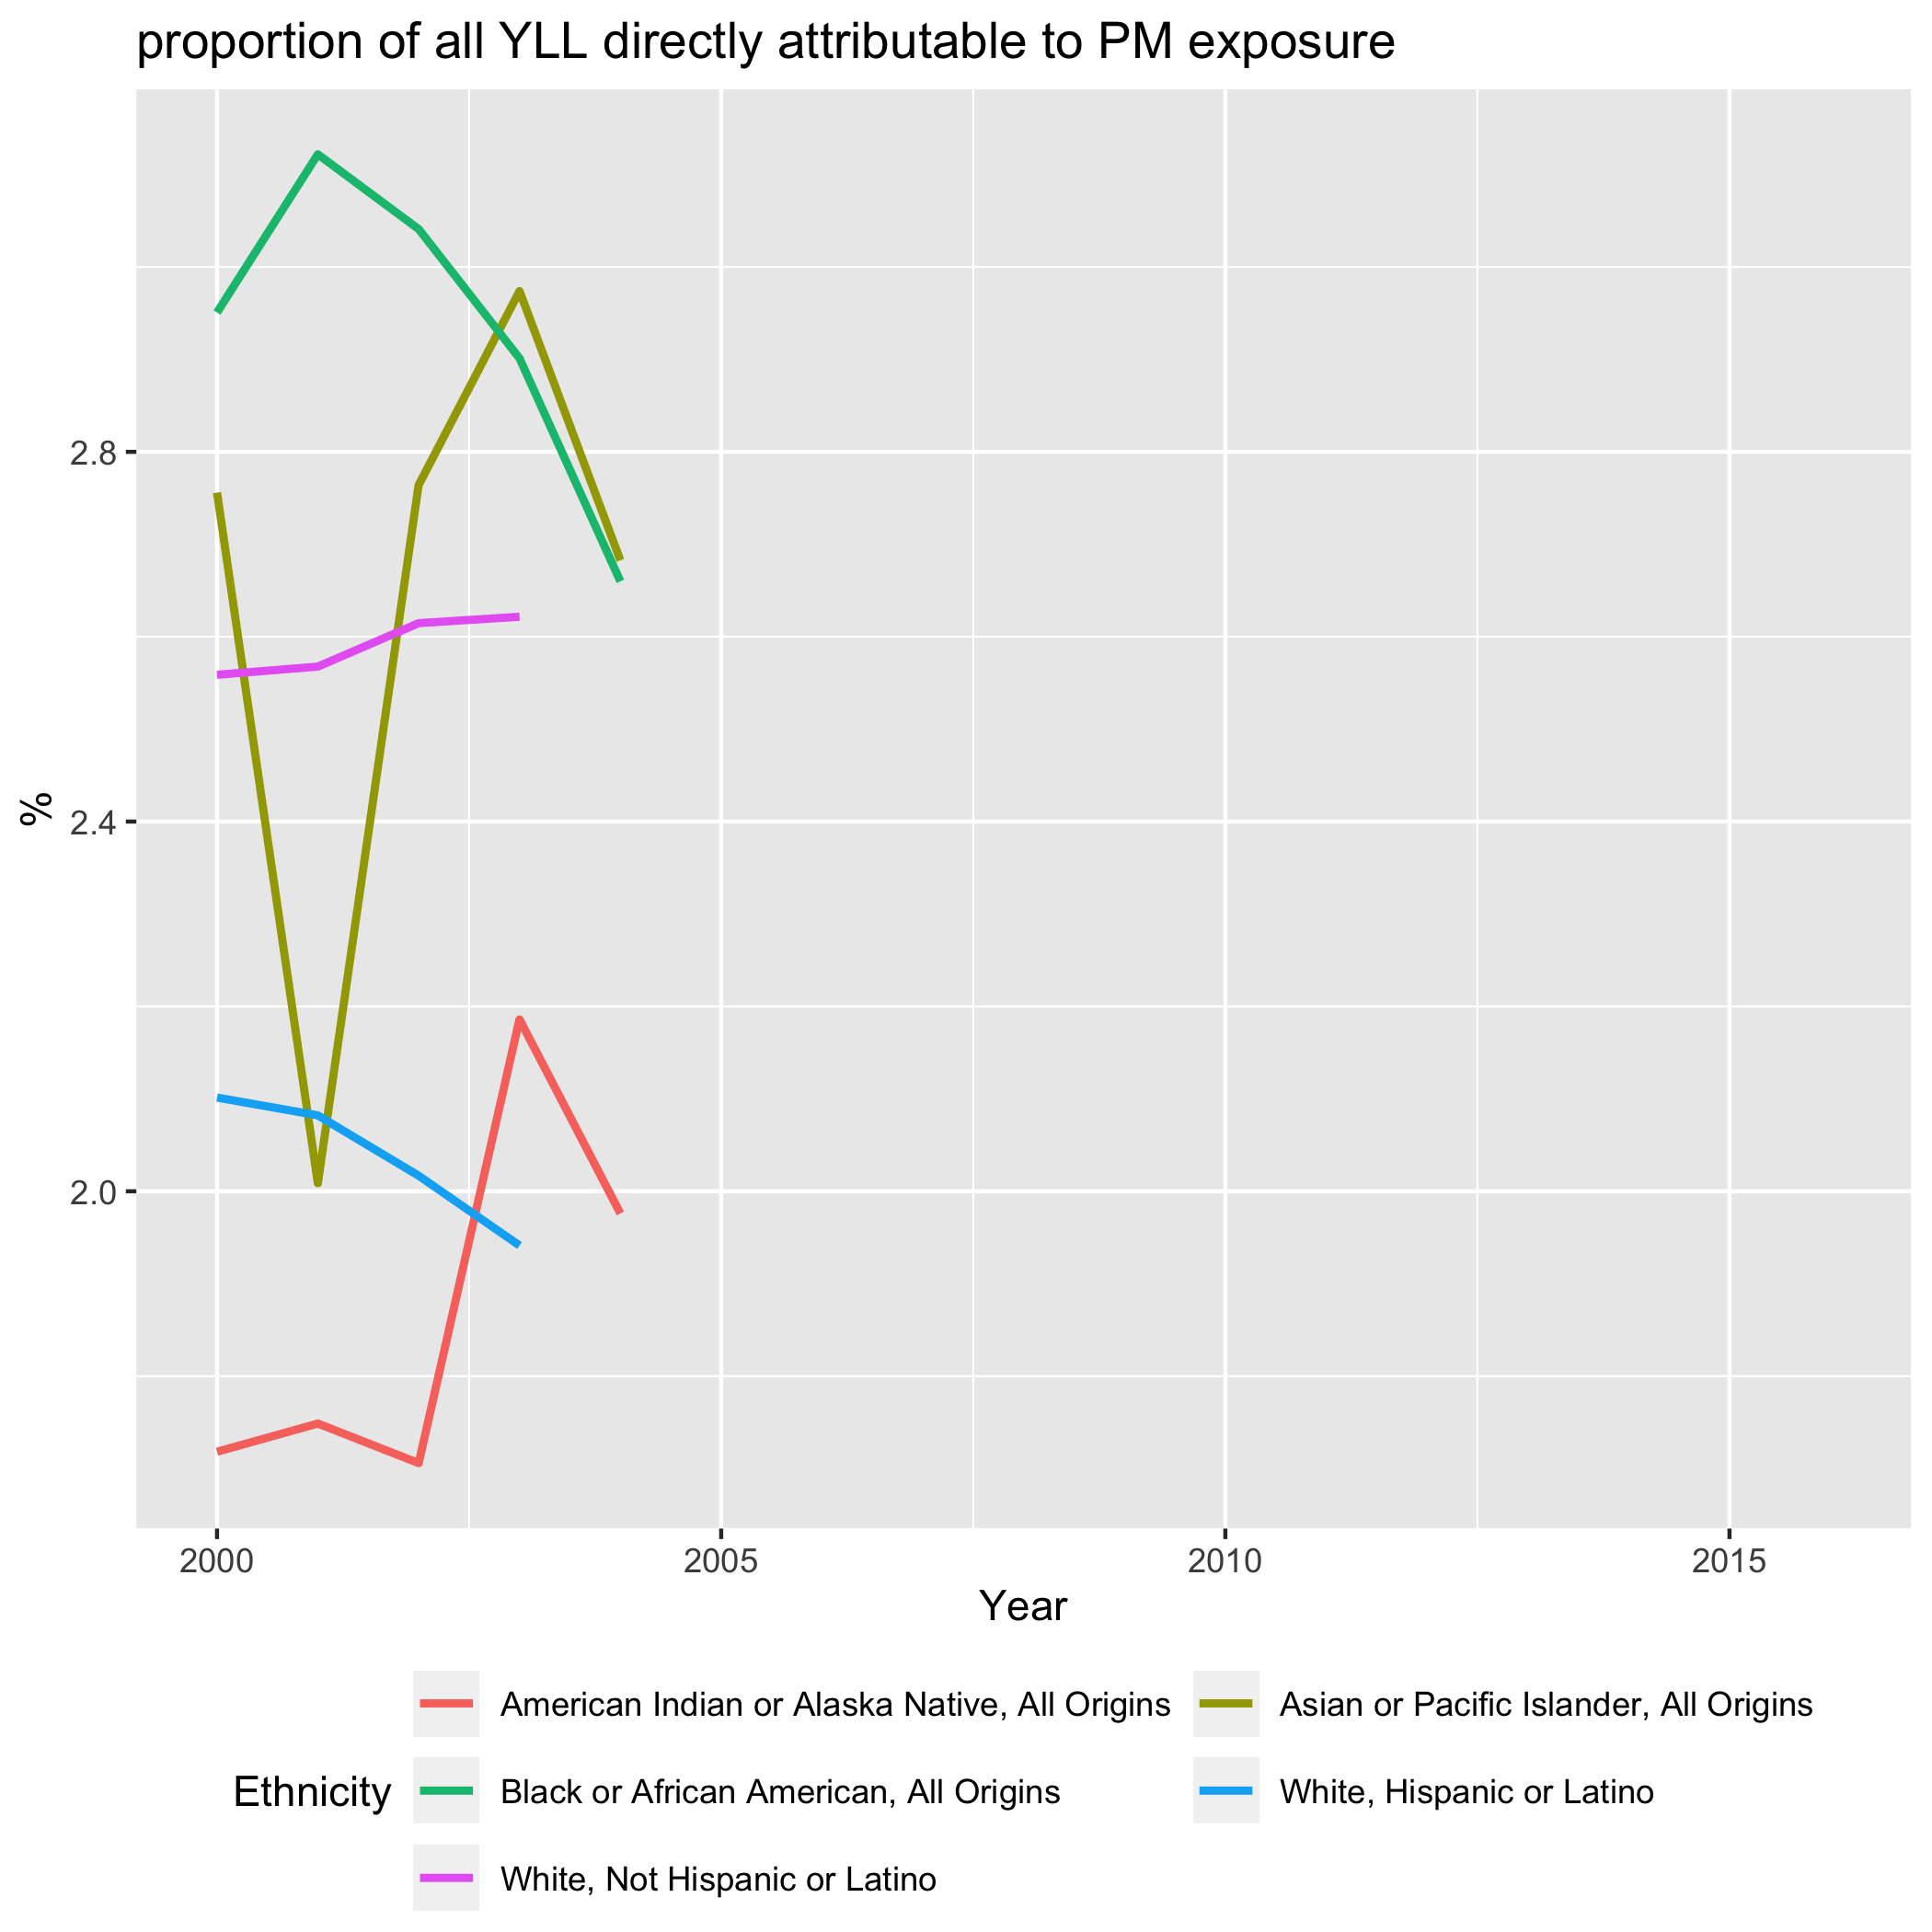 proportion of all YLL directly attributable to PM exposure
%
2.8
2.4
2.0
2000 2005 2010 2015
Year
Ethnicity
American Indian or Alaska Native, All Origins
Asian or Pacific Islander, All Origins
Black or African American, All Origins
White, Hispanic or Latino
White, Not Hispanic or Latino